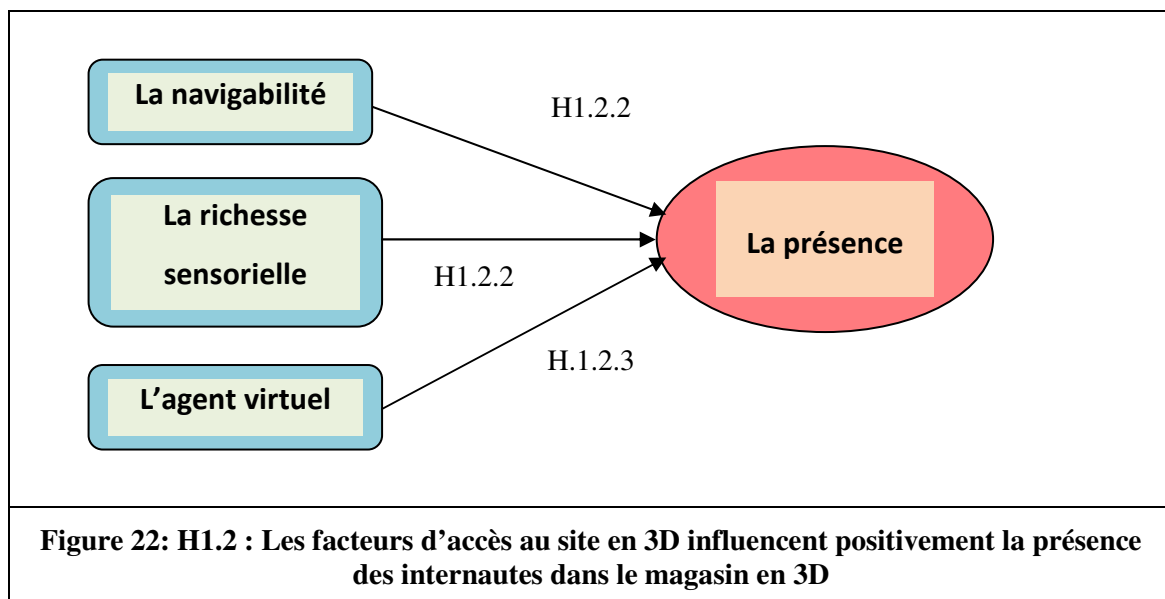 La navigabilité
H1.2.2
La richesse
sensorielle
H1.2.2
La présence
L’agent virtuel
H.1.2.3
Figure 22: H1.2 : Les facteurs d’accès au site en 3D influencent positivement la présence
des internautes dans le magasin en 3D